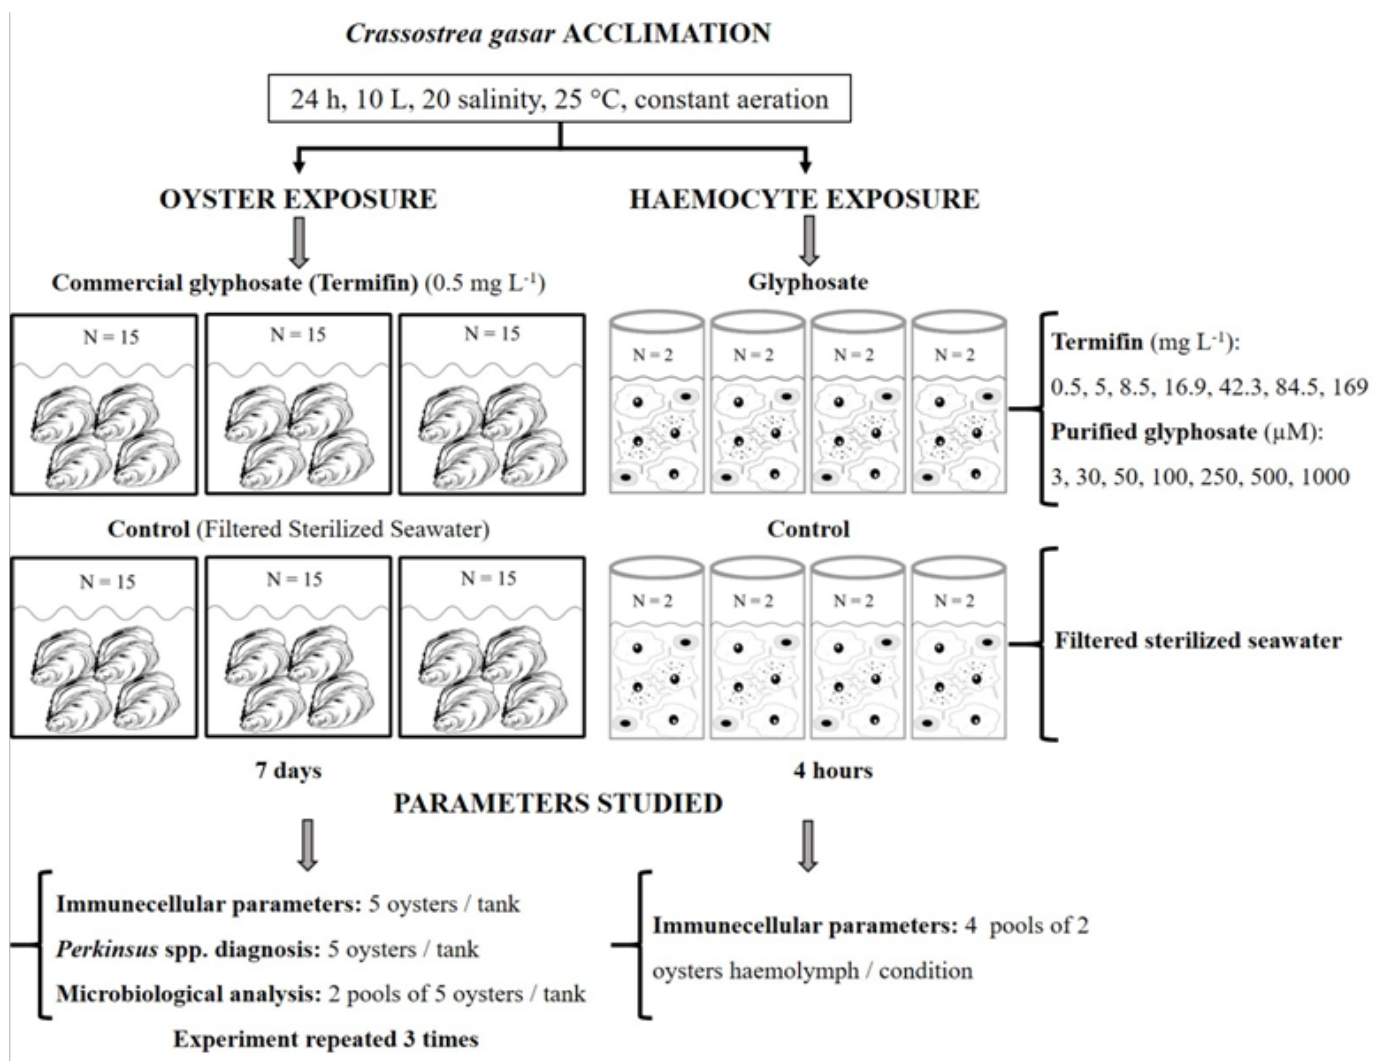 Crassostrea gasar ACCLIMATION
24 h, 10 L, 20 salinity, 25 °C, constant aeration
OYSTER EXPOSURE
HAEMOCYTE EXPOSURE
Commercial glyphosate (Termifin) (0.5 mg L⁻¹)
Glyphosate
N = 15
N = 15
N = 15
N = 2
N = 2
N = 2
N = 2
Termifin (mg L⁻¹):
0.5, 5, 8.5, 16.9, 42.3, 84.5, 169
Purified glyphosate (µM):
3, 30, 50, 100, 250, 500, 1000
Control (Filtered Sterilized Seawater)
Control
N = 15
N = 15
N = 15
N = 2
N = 2
N = 2
N = 2
Filtered sterilized seawater
7 days
4 hours
PARAMETERS STUDIED
Immunecellular parameters: 5 oysters / tank
Perkinsus spp. diagnosis: 5 oysters / tank
Microbiological analysis: 2 pools of 5 oysters / tank
Experiment repeated 3 times
Immunecellular parameters: 4 pools of 2
oysters haemolymph / condition